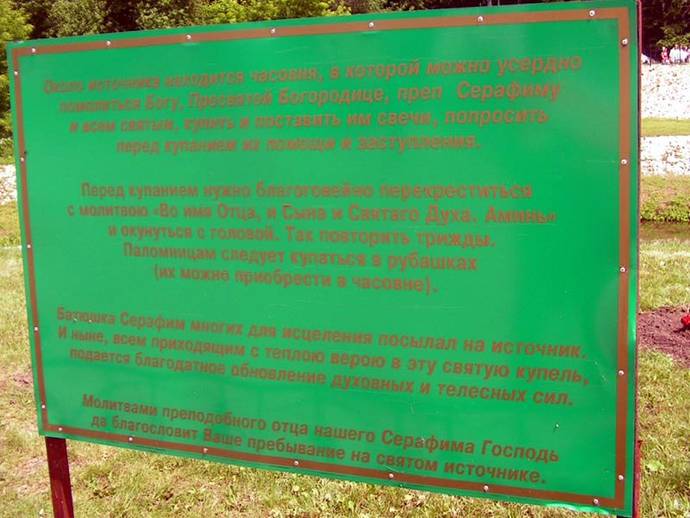 Около источника находится часовня, в которой можно усердно
помолиться Богу, Пресвятой Богородице, преп Серафиму
и всем святым, купить и поставить им свечи, попросить
перед купанием их помощи и заступления.
Перед купанием нужно благоговейно перекреститься
с молитвою «Во имя Отца, и Сына и Святаго Духа. Аминь»
и окунуться с головой. Так повторить трижды.
Паломницам следует купаться в рубашках
(их можно приобрести в часовне).
Батюшка Серафим многих для исцеления посылал на источник.
И ныне, всем приходящим с теплою верою в эту святую купель,
подается благодатное обновление духовных и телесных сил.
Молитвами преподобного отца нашего Серафима Господь
да благословит Ваше пребывание на святом источнике.